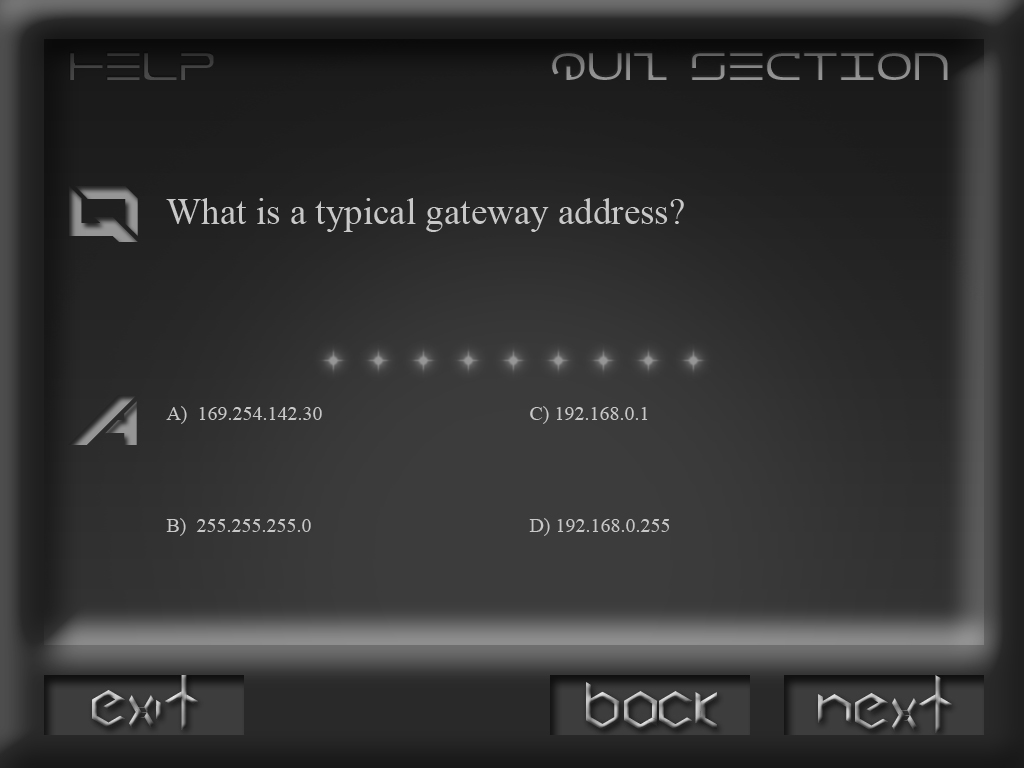 HELP
QUIZ SECTION
Q
What is a typical gateway address?
A
A) 169.254.142.30
C) 192.168.0.1
B) 255.255.255.0
D) 192.168.0.255
exit
back
next